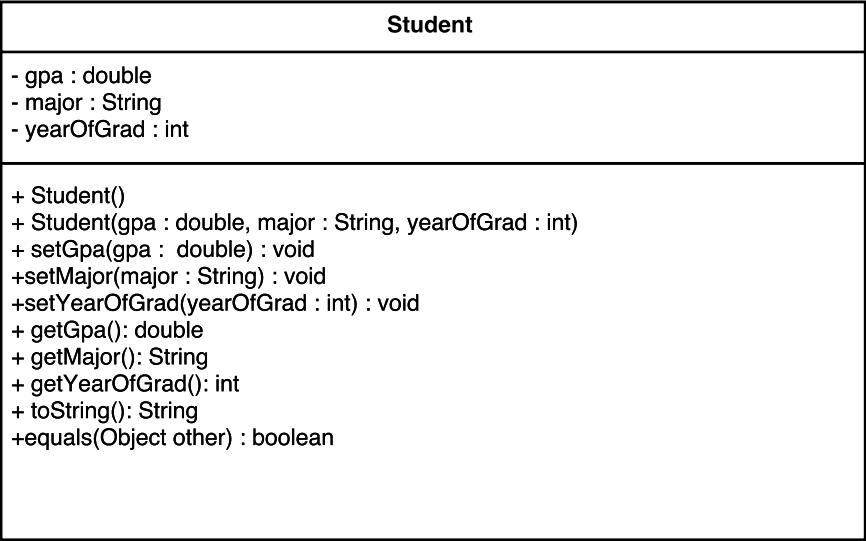 Student
- gpa : double
- major : String
- yearOfGrad : int
+ Student()
+ Student(gpa : double, major : String, yearOfGrad : int)
+ setGpa(gpa :  double) : void
+setMajor(major : String) : void
+setYearOfGrad(yearOfGrad : int) : void
+ getGpa(): double
+ getMajor(): String
+ getYearOfGrad(): int
+ toString(): String
+equals(Object other) : boolean